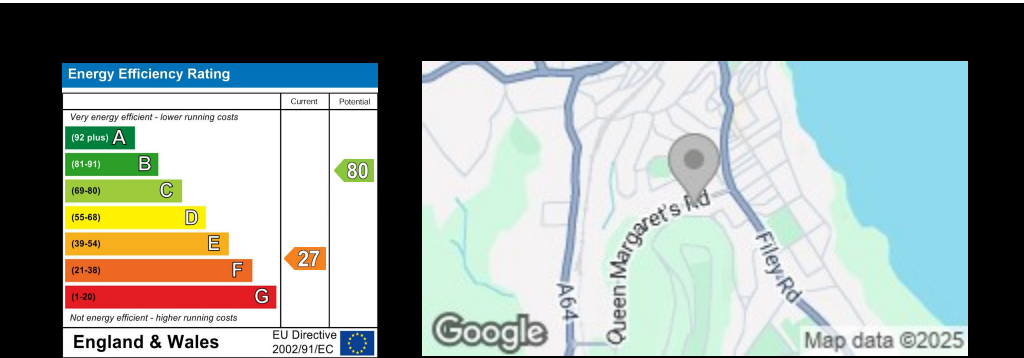 Energy Efficiency Rating
Current Potential
Very energy efficient - lower running costs
(92 plus) A
(81-91) B
80
(69-80) C
(55-68) D
(39-54) E
27
(21-38) F
(1-20) G
Not energy efficient - higher running costs
England & Wales
EU Directive
2002/91/EC
Queen Margaret's Rd
Filey Rd
A64
Google
Map data ©2025